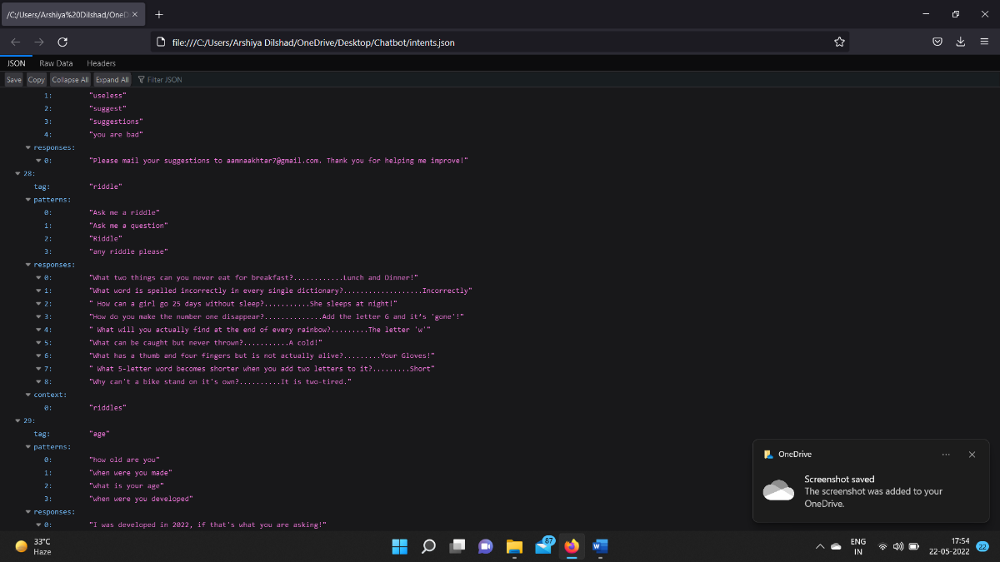 /C:/Users/Arshiya%20Dilshad/OneD
file:///C:/Users/Arshiya Dilshad/OneDrive/Desktop/Chatbot/intents.json
JSON Raw Data Headers
Save Copy Collapse All Expand All Filter JSON
1: "useless"
2: "suggest"
3: "suggestions"
4: "you are bad"
responses:
0: "Please mail your suggestions to aamnaakhtar7@gmail.com. Thank you for helping me improve!"
28:
tag: "riddle"
patterns:
0: "Ask me a riddle"
1: "Ask me a question"
2: "Riddle"
3: "any riddle please"
responses:
0: "What two things can you never eat for breakfast?............Lunch and Dinner!"
1: "What word is spelled incorrectly in every single dictionary?...................Incorrectly"
2: " How can a girl go 25 days without sleep?...........She sleeps at night!"
3: "How do you make the number one disappear?..............Add the letter G and it’s 'gone'!"
4: " What will you actually find at the end of every rainbow?.........The letter 'w'"
5: "What can be caught but never thrown?...........A cold!"
6: "What has a thumb and four fingers but is not actually alive?.........Your Gloves!"
7: " What 5-letter word becomes shorter when you add two letters to it?.........Short"
8: "Why can't a bike stand on it's own?..........It is two-tired."
context:
0: "riddles"
29:
tag: "age"
patterns:
0: "how old are you"
1: "when were you made"
2: "what is your age"
3: "when were you developed"
responses:
0: "I was developed in 2022, if that's what you are asking!"
OneDrive
Screenshot saved
The screenshot was added to your
OneDrive.
33°C
Haze
87
W
ENG
IN
17:54
22-05-2022
22